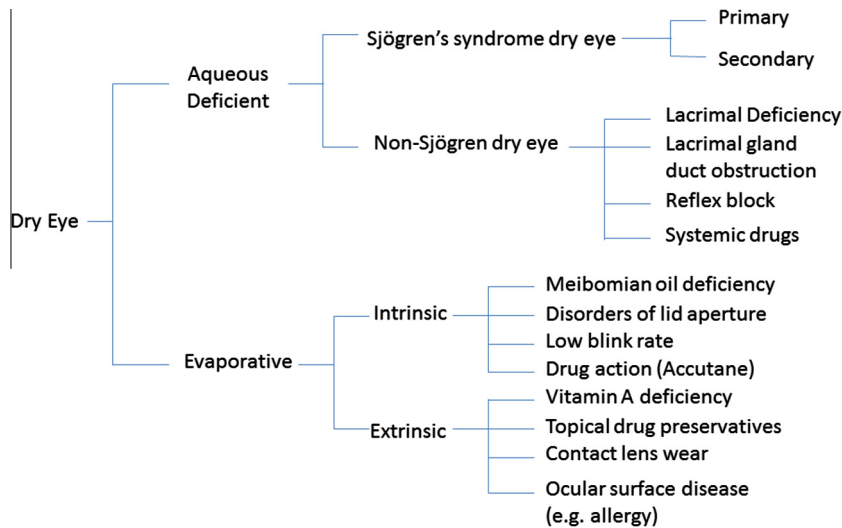 Dry Eye
Aqueous
Deficient
Sjögren's syndrome dry eye
Primary
Secondary
Non-Sjögren dry eye
Lacrimal Deficiency
Lacrimal gland
duct obstruction
Reflex block
Systemic drugs
Evaporative
Intrinsic
Meibomian oil deficiency
Disorders of lid aperture
Low blink rate
Drug action (Accutane)
Extrinsic
Vitamin A deficiency
Topical drug preservatives
Contact lens wear
Ocular surface disease
(e.g. allergy)